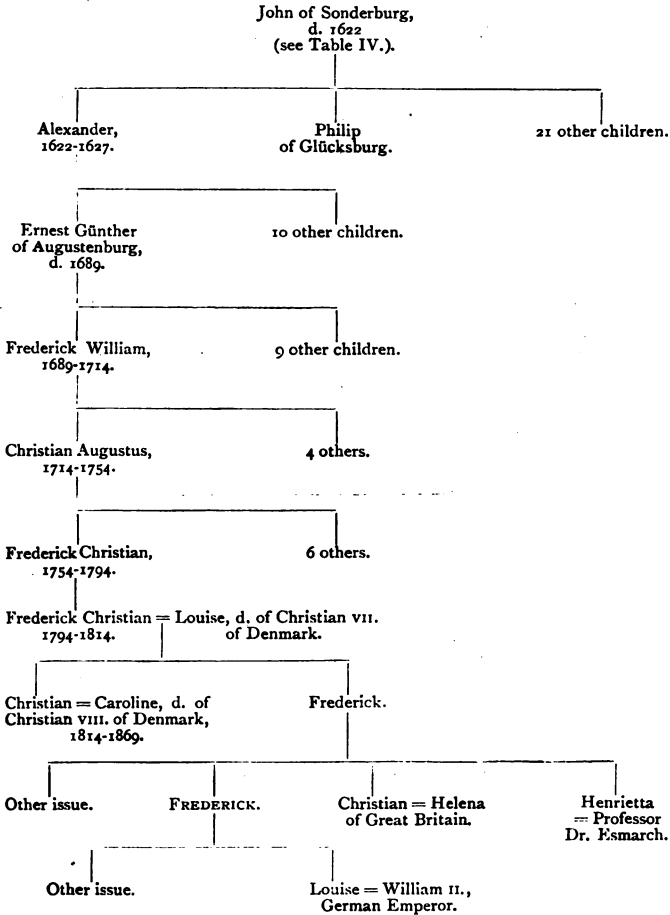 John of Sonderburg,
d. 1622
(see Table IV.).
Alexander,
1622-1627.
Philip
of Glücksburg.
21 other children.
Ernest Günther
of Augustenburg,
d. 1689.
10 other children.
Frederick William,
1689-1714.
9 other children.
Christian Augustus,
1714-1754.
4 others.
Frederick Christian,
1754-1794.
6 others.
Frederick Christian = Louise, d. of Christian VII.
1794-1814. of Denmark.
Christian = Caroline, d. of
Christian VIII. of Denmark,
1814-1869.
Frederick.
Other issue.
FREDERICK.
Christian = Helena
of Great Britain.
Henrietta
= Professor
Dr. Esmarch.
Other issue.
Louise = William II.,
German Emperor.